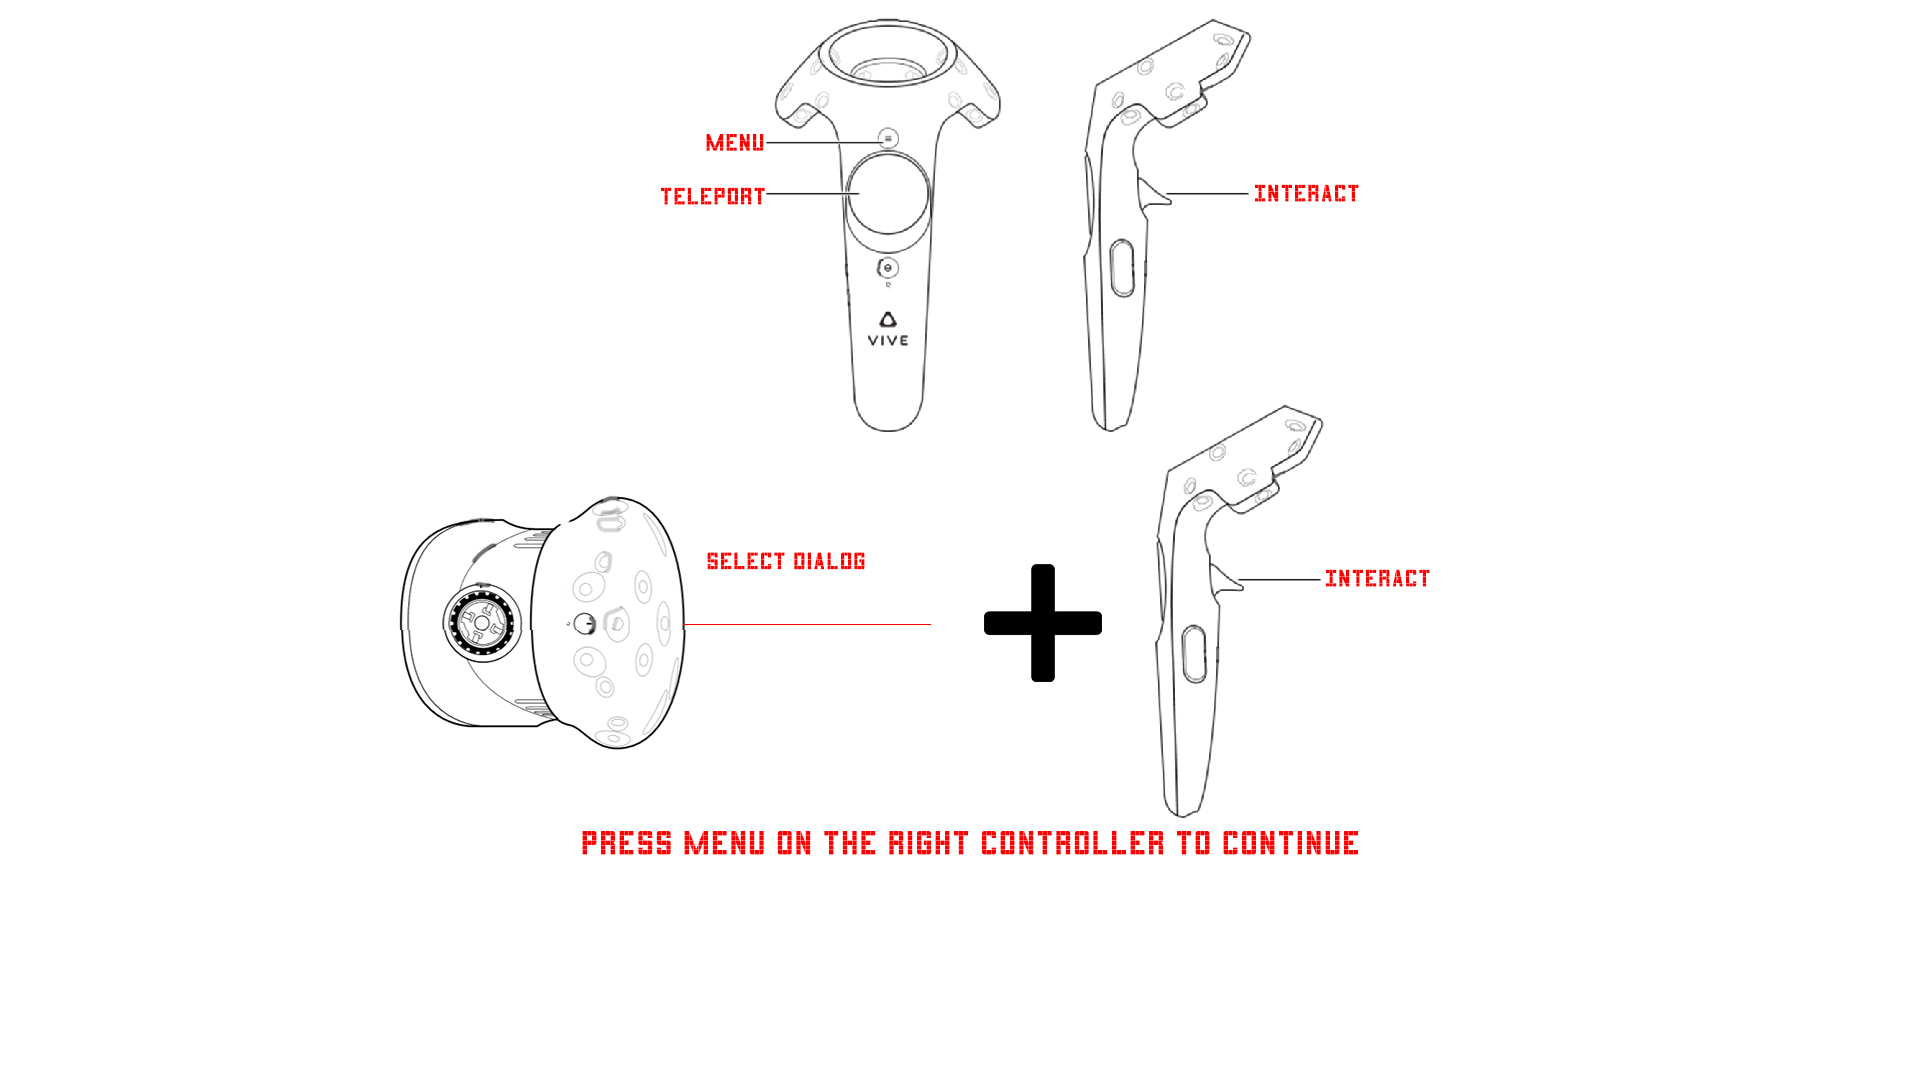 MENU
TELEPORT
INTERACT
VIVE
SELECT DIALOG
INTERACT
PRESS MENU ON THE RIGHT CONTROLLER TO CONTINUE